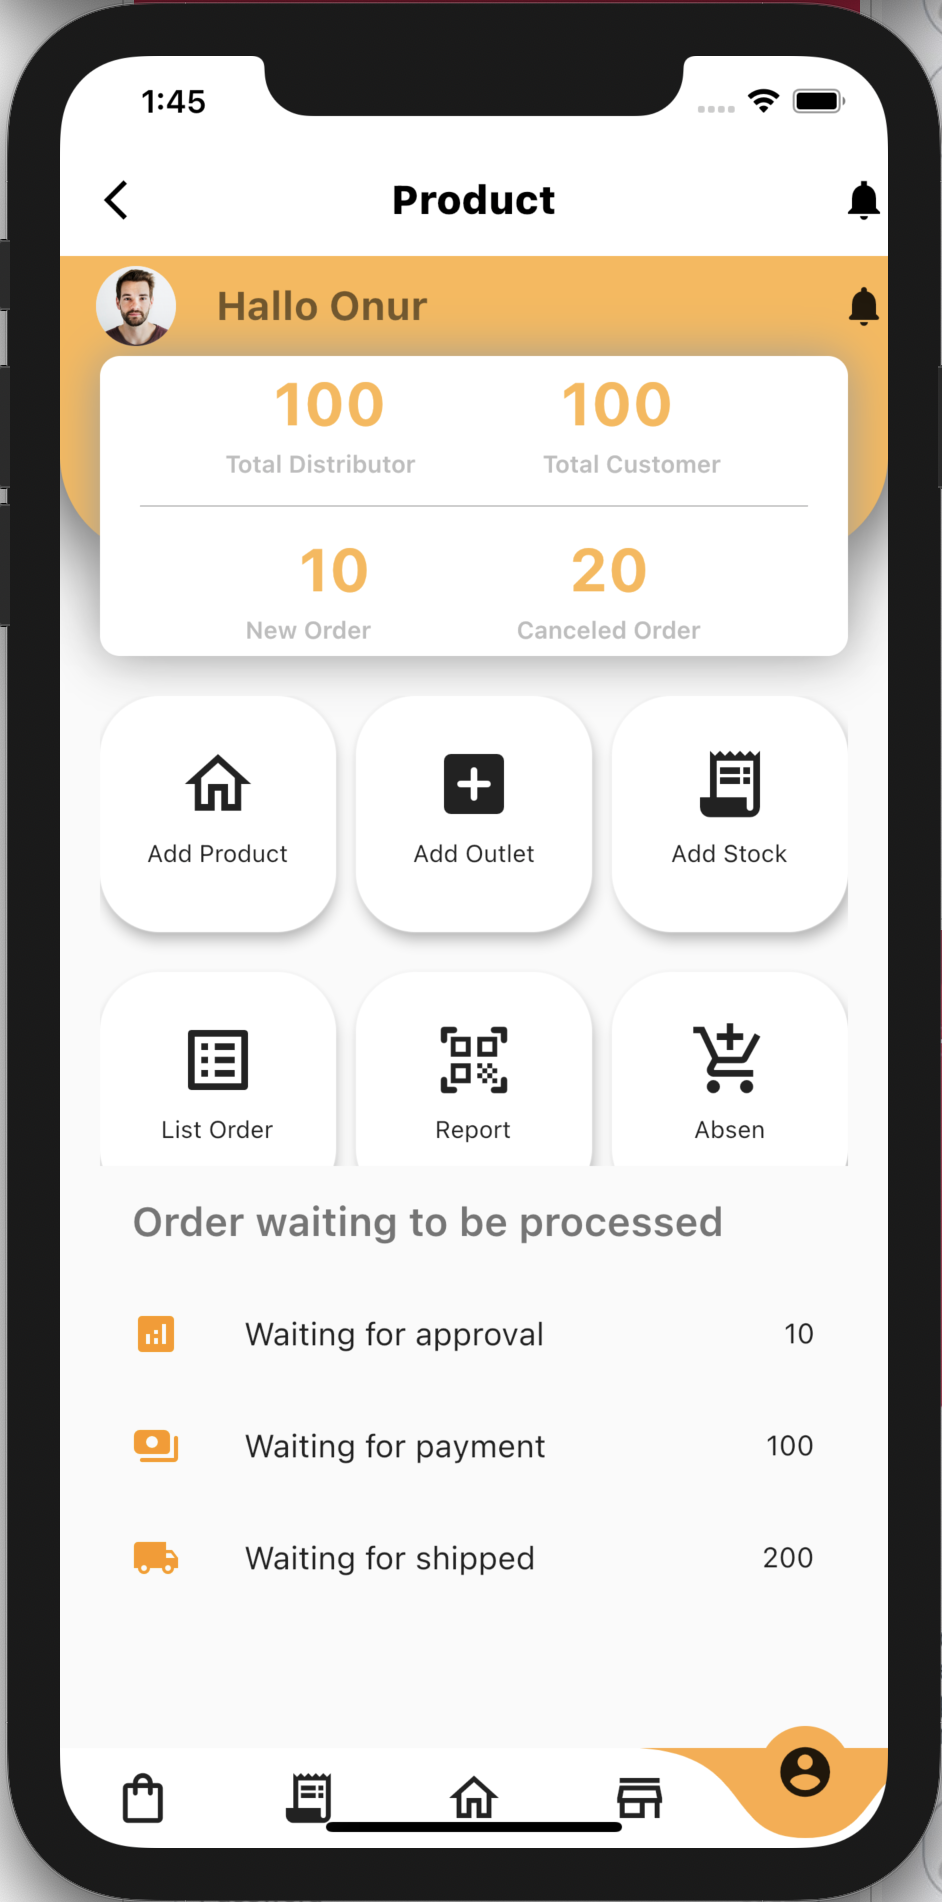 1:45
Product
Hallo Onur
100 100
Total Distributor Total Customer
10 20
New Order Canceled Order
Add Product Add Outlet Add Stock
List Order Report Absen
Order waiting to be processed
Waiting for approval 10
Waiting for payment 100
Waiting for shipped 200